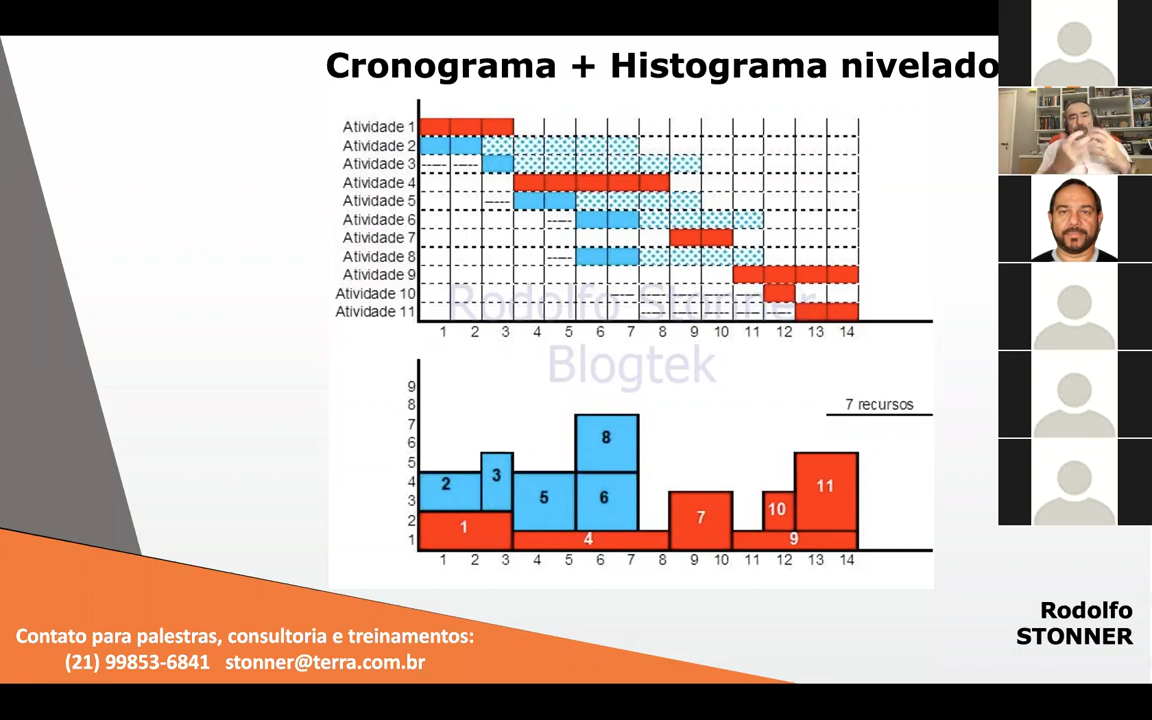 Cronograma + Histograma nivelado
Atividade 1
Atividade 2
Atividade 3
Atividade 4
Atividade 5
Atividade 6
Atividade 7
Atividade 8
Atividade 9
Atividade 10
Atividade 11
1 2 3 4 5 6 7 8 9 10 11 12 13 14
Rodolfo Stonner
Blogtek
9
8
7
6
5
4
3
2
1
7 recursos
8
2 3 5 6 7 10 11
1 4 9
1 2 3 4 5 6 7 8 9 10 11 12 13 14
Rodolfo
STONNER
Contato para palestras, consultoria e treinamentos:
(21) 99853-6841 stonner@terra.com.br